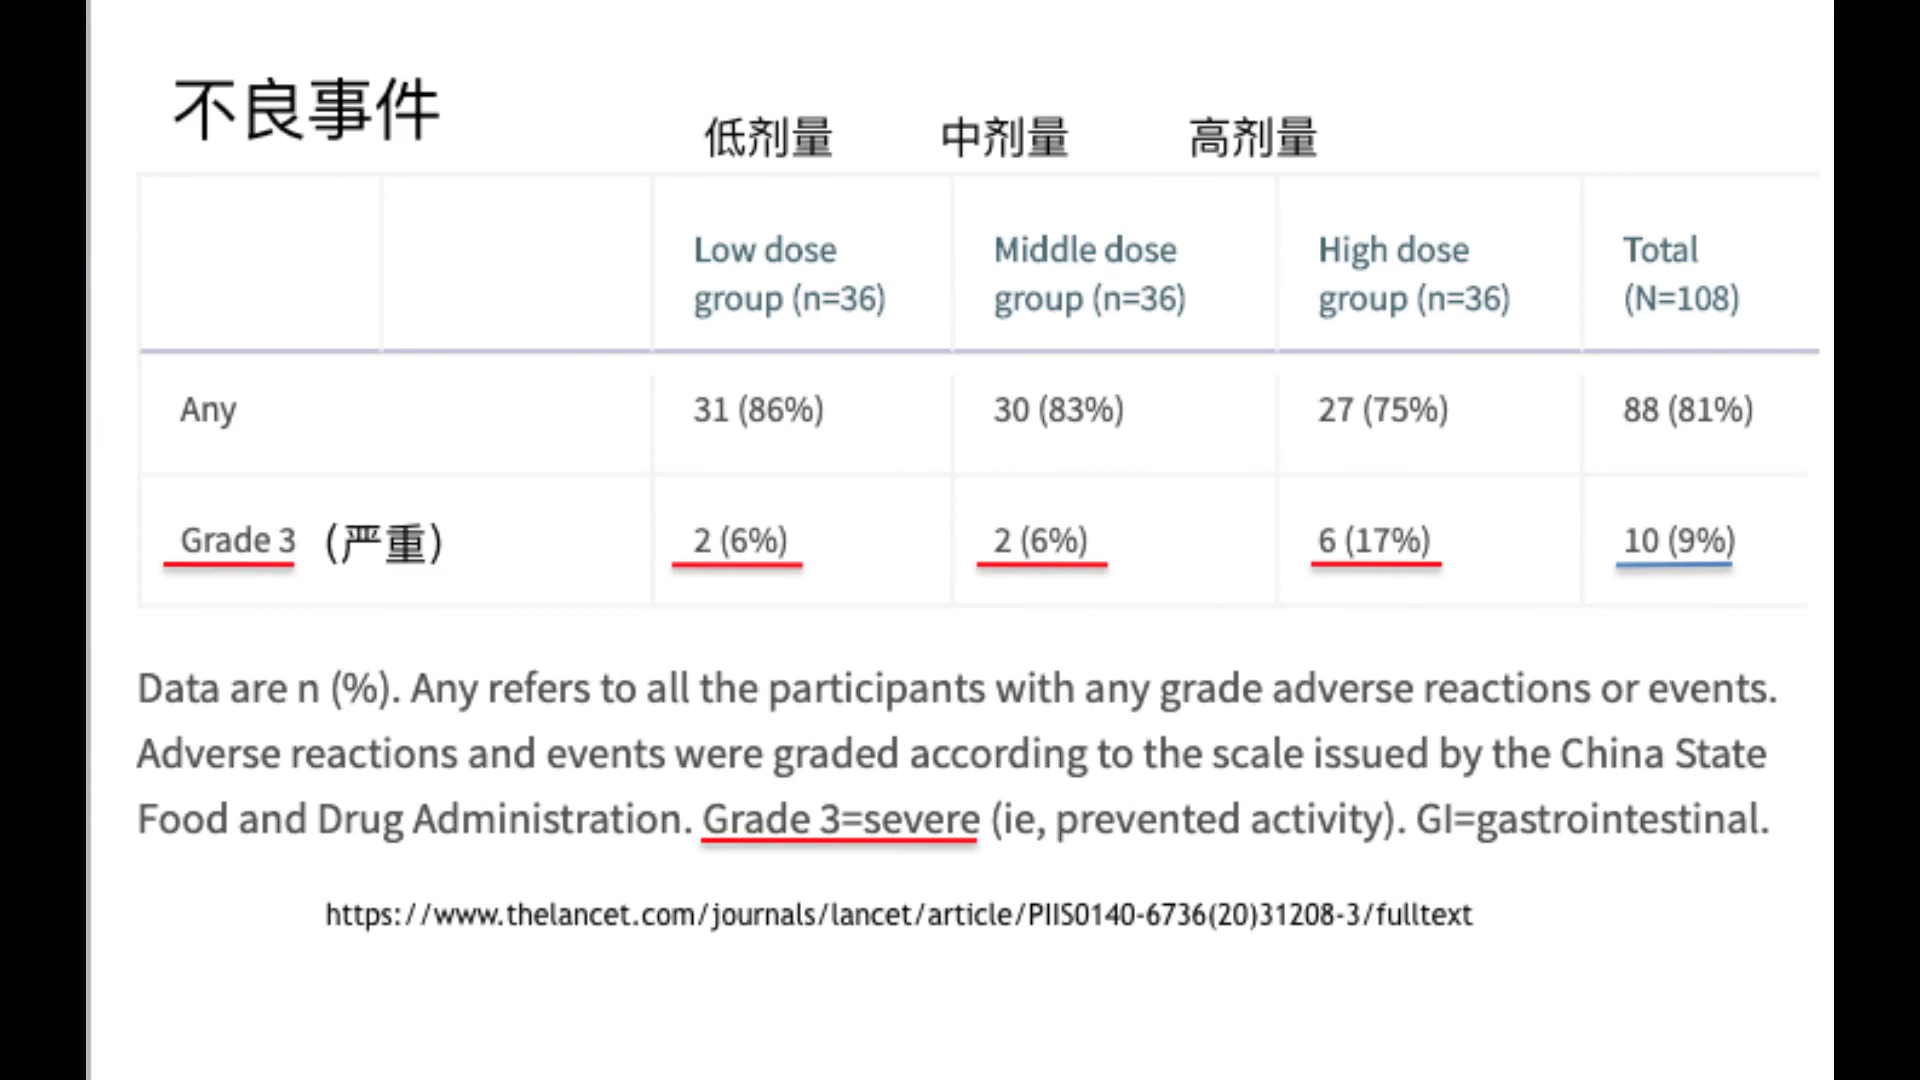 不良事件
低剂量 中剂量 高剂量
Low dose group (n=36) Middle dose group (n=36) High dose group (n=36) Total (N=108)
Any 31 (86%) 30 (83%) 27 (75%) 88 (81%)
Grade 3 (严重) 2 (6%) 2 (6%) 6 (17%) 10 (9%)
Data are n (%). Any refers to all the participants with any grade adverse reactions or events.
Adverse reactions and events were graded according to the scale issued by the China State
Food and Drug Administration. Grade 3=severe (ie, prevented activity). GI=gastrointestinal.
https://www.thelancet.com/journals/lancet/article/PIIS0140-6736(20)31208-3/fulltext